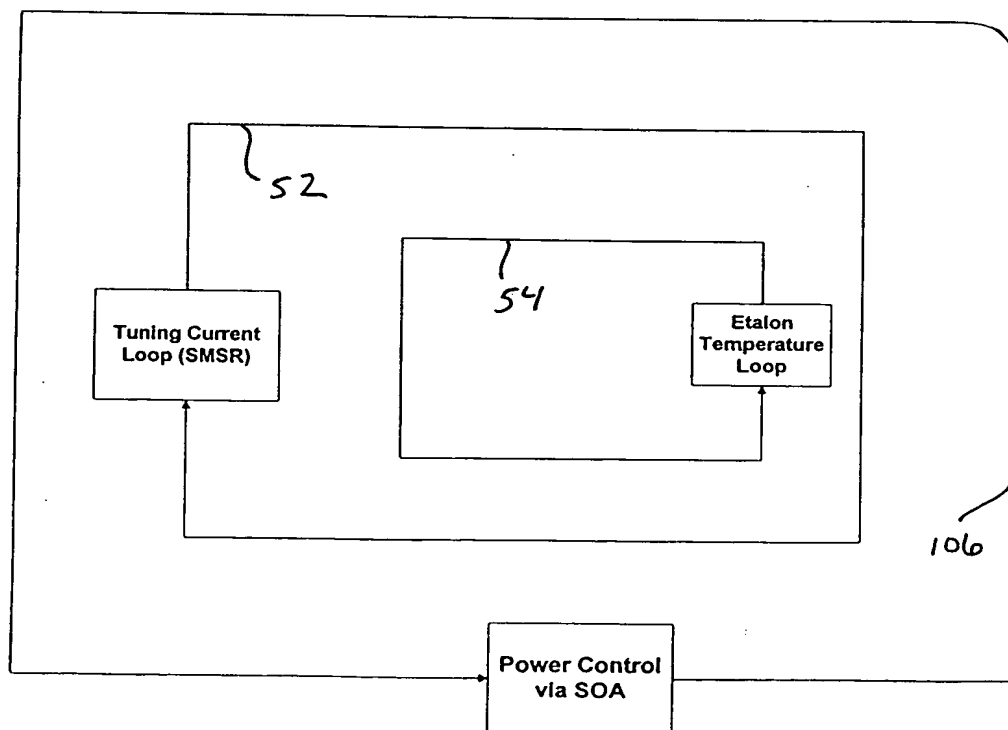 52
54
Tuning Current
Loop (SMSR)
Etalon
Temperature
Loop
106
Power Control
via SOA